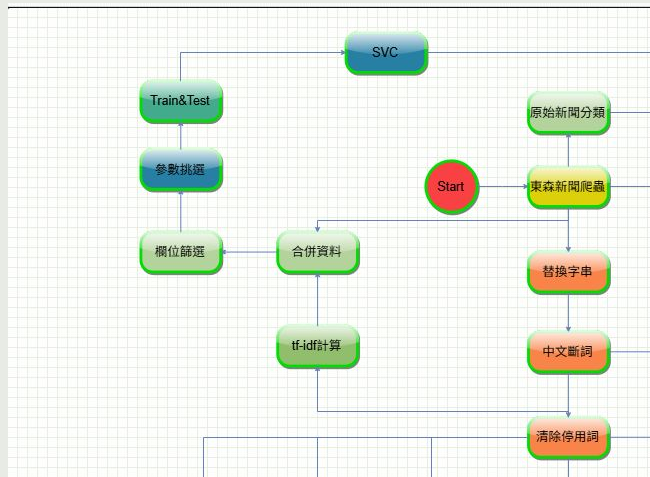 SVC
Train&Test
原始新聞分類
參數挑選
Start
東森新聞爬蟲
欄位篩選
合併資料
替換字串
tf-idf計算
中文斷詞
清除停用詞